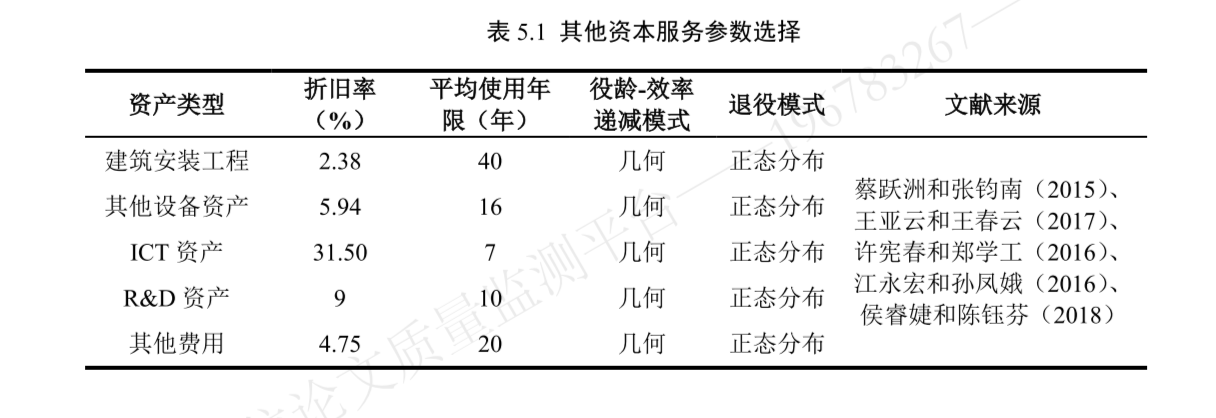 表 5.1 其他资本服务参数选择
资产类型 折旧率（%） 平均使用年限（年） 役龄-效率递减模式 退役模式 文献来源
建筑安装工程 2.38 40 几何 正态分布
其他设备资产 5.94 16 几何 正态分布
ICT 资产 31.50 7 几何 正态分布
R&D 资产 9 10 几何 正态分布
其他费用 4.75 20 几何 正态分布
蔡跃洲和张钧南（2015）、
王亚云和王春云（2017）、
许宪春和郑学工（2016）、
江永宏和孙凤娥（2016）、
侯睿婕和陈钰芬（2018）
论文质量监测平台——196783267—